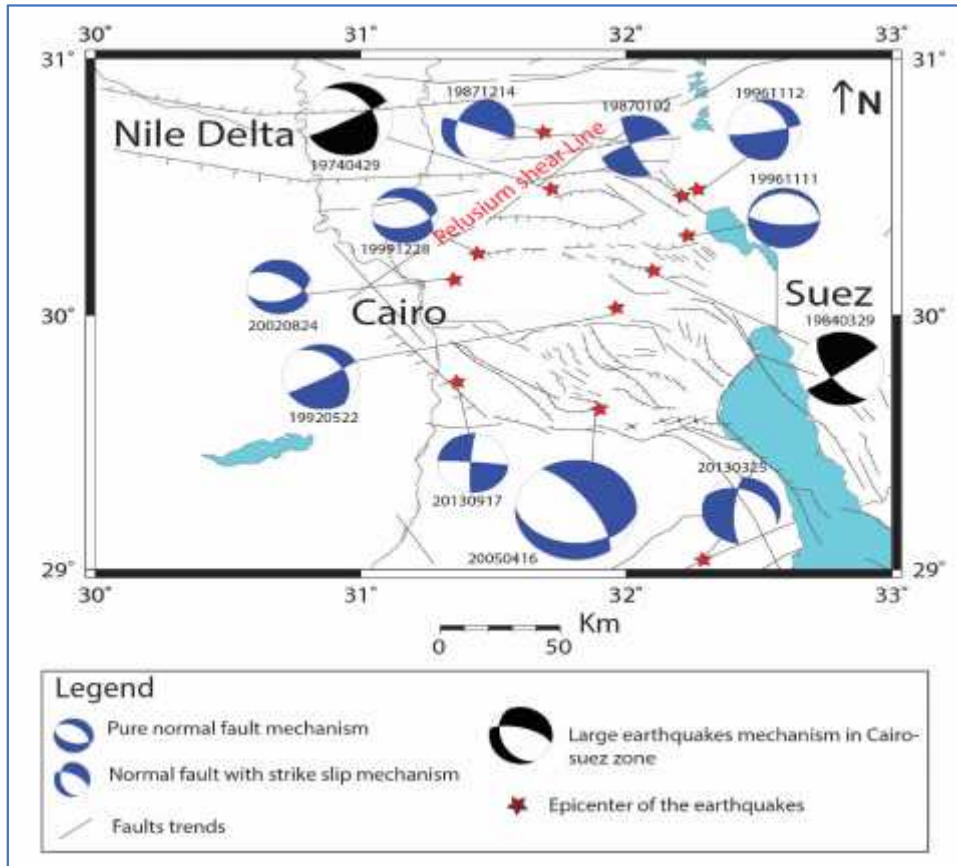 30°
31°
32°
33°
31°
31°
N
Nile Delta
19740429
19871214
19870102
19961112
Pelusium shear Line
19961111
19991228
20020824
30°
30°
Cairo
Suez
19840329
19920522
20130917
20050416
20130325
29°
29°
30°
31°
32°
33°
Km
0 50
Legend
Pure normal fault mechanism
Normal fault with strike slip mechanism
Faults trends
Large earthquakes mechanism in Cairo-
suez zone
Epicenter of the earthquakes